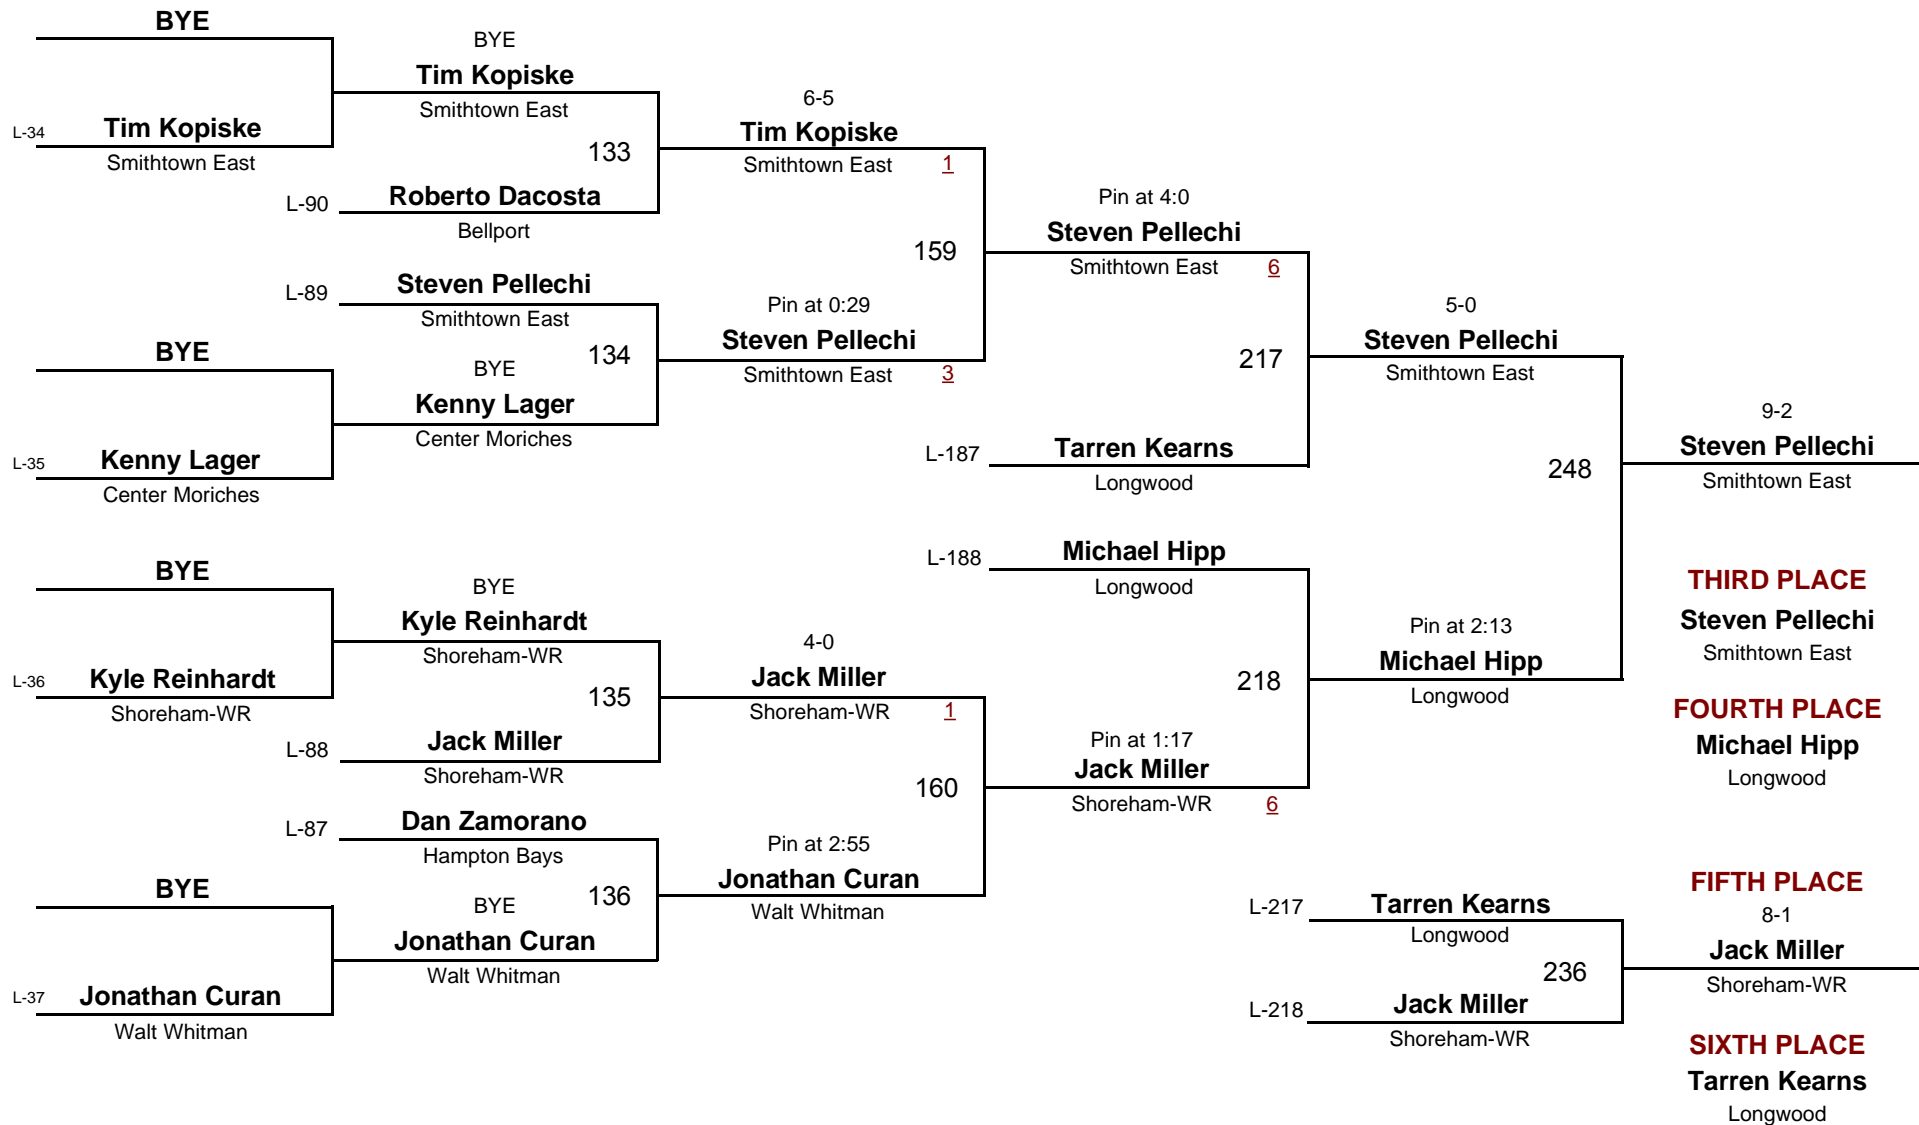 BYE
L-34
Tim Kopiske
Smithtown East
BYE
Tim Kopiske
Smithtown East
133
L-90
Roberto Dacosta
Bellport
L-89
Steven Pellechi
Smithtown East
134
BYE
L-35
Kenny Lager
Center Moriches
BYE
Kenny Lager
Center Moriches
6-5
Tim Kopiske
Smithtown East 1
159
Pin at 0:29
Steven Pellechi
Smithtown East 3
Pin at 4:0
Steven Pellechi
Smithtown East 6
217
L-187
Tarren Kearns
Longwood
5-0
Steven Pellechi
Smithtown East
248
9-2
Steven Pellechi
Smithtown East
BYE
L-36
Kyle Reinhardt
Shoreham-WR
BYE
Kyle Reinhardt
Shoreham-WR
135
L-88
Jack Miller
Shoreham-WR
L-87
Dan Zamorano
Hampton Bays
136
BYE
L-37
Jonathan Curan
Walt Whitman
BYE
Jonathan Curan
Walt Whitman
4-0
Jack Miller
Shoreham-WR 1
160
Pin at 2:55
Jonathan Curan
Walt Whitman
L-188
Michael Hipp
Longwood
218
Pin at 1:17
Jack Miller
Shoreham-WR 6
Pin at 2:13
Michael Hipp
Longwood
THIRD PLACE
Steven Pellechi
Smithtown East
FOURTH PLACE
Michael Hipp
Longwood
L-217
Tarren Kearns
Longwood
236
L-218
Jack Miller
Shoreham-WR
FIFTH PLACE
8-1
Jack Miller
Shoreham-WR
SIXTH PLACE
Tarren Kearns
Longwood